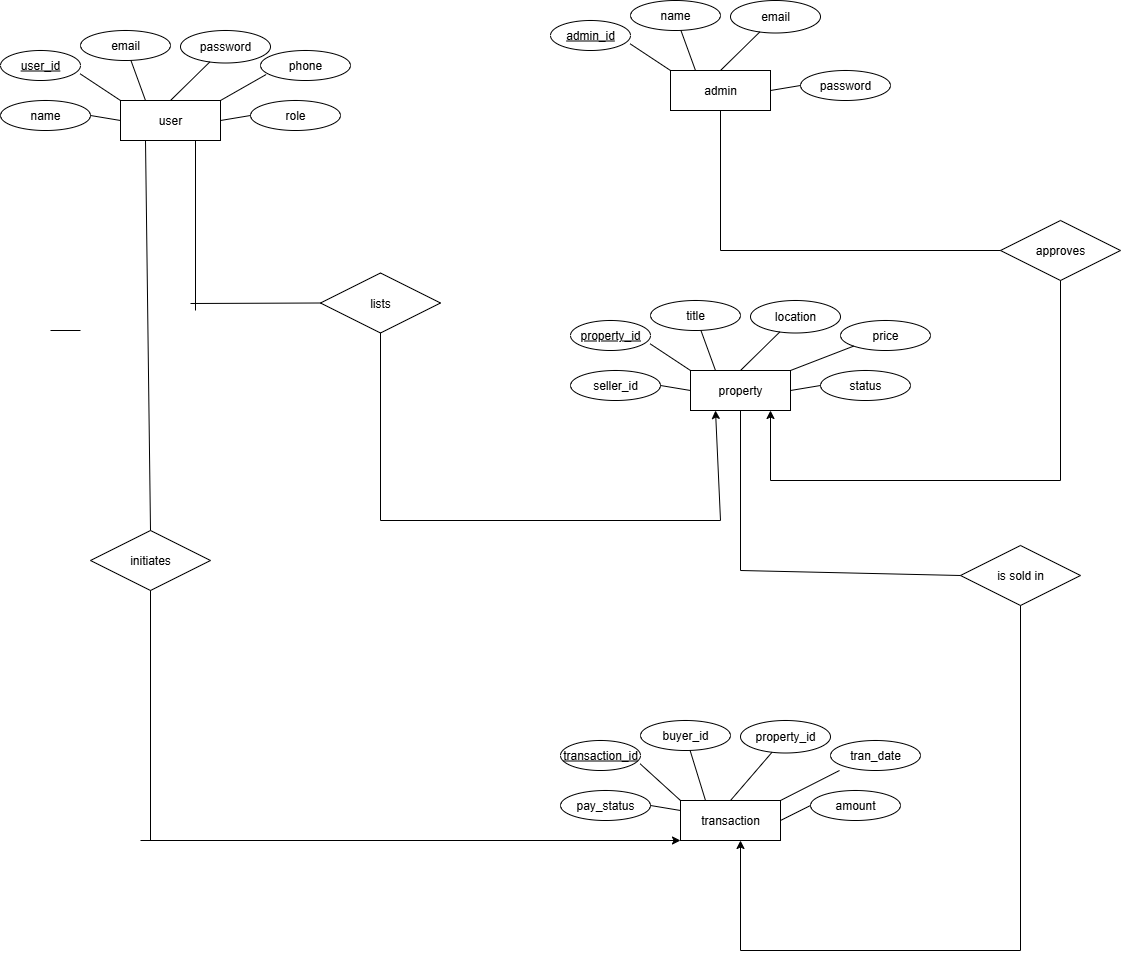 name
email
admin_id
email
password
user_id
phone
admin
password
name
user
role
approves
lists
title
location
property_id
price
seller_id
property
status
initiates
is sold in
buyer_id
property_id
transaction_id
tran_date
pay_status
transaction
amount